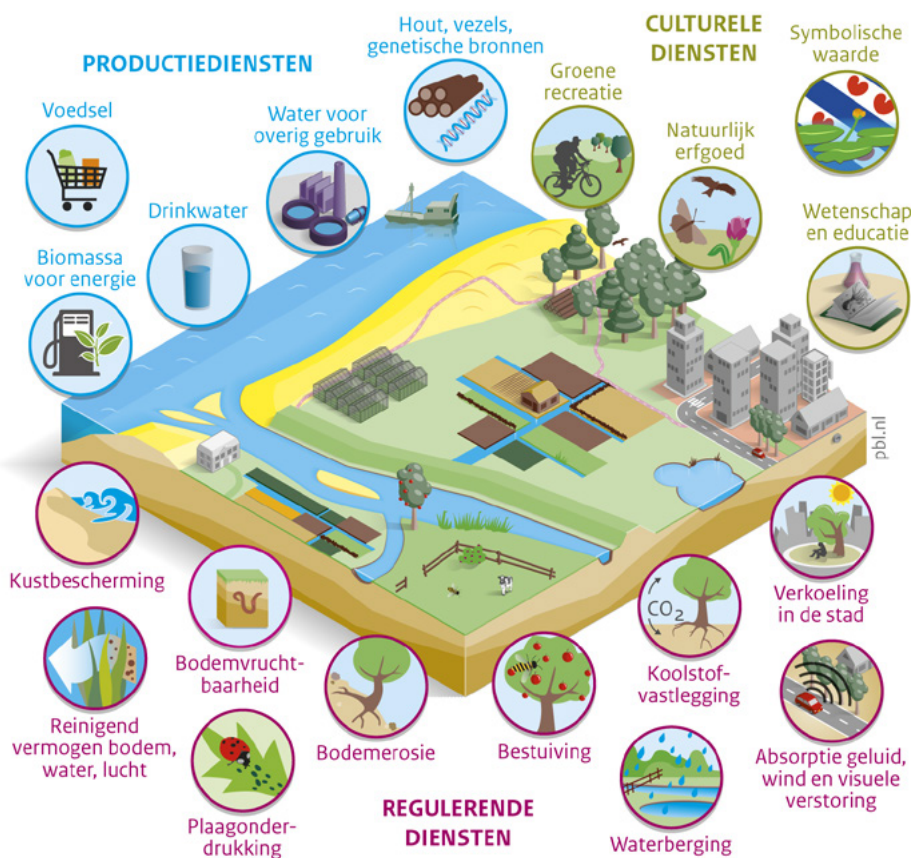 PRODUCTIEDIENSTEN
Voedsel
Biomassa
voor energie
Drinkwater
Water voor
overig gebruik
Hout, vezels,
genetische bronnen
CULTURELE
DIENSTEN
Groene
recreatie
Natuurlijk
erfgoed
Symbolische
waarde
Wetenschap
en educatie
pbl.nl
Kustbescherming
Reinigend
vermogen bodem,
water, lucht
Bodemvrucht-
baarheid
Plaagonder-
drukking
Bodemerosie
Bestuiving
CO2
Koolstof-
vastlegging
Waterberging
Verkoeling
in de stad
Absorptie geluid,
wind en visuele
verstoring
REGULERENDE
DIENSTEN